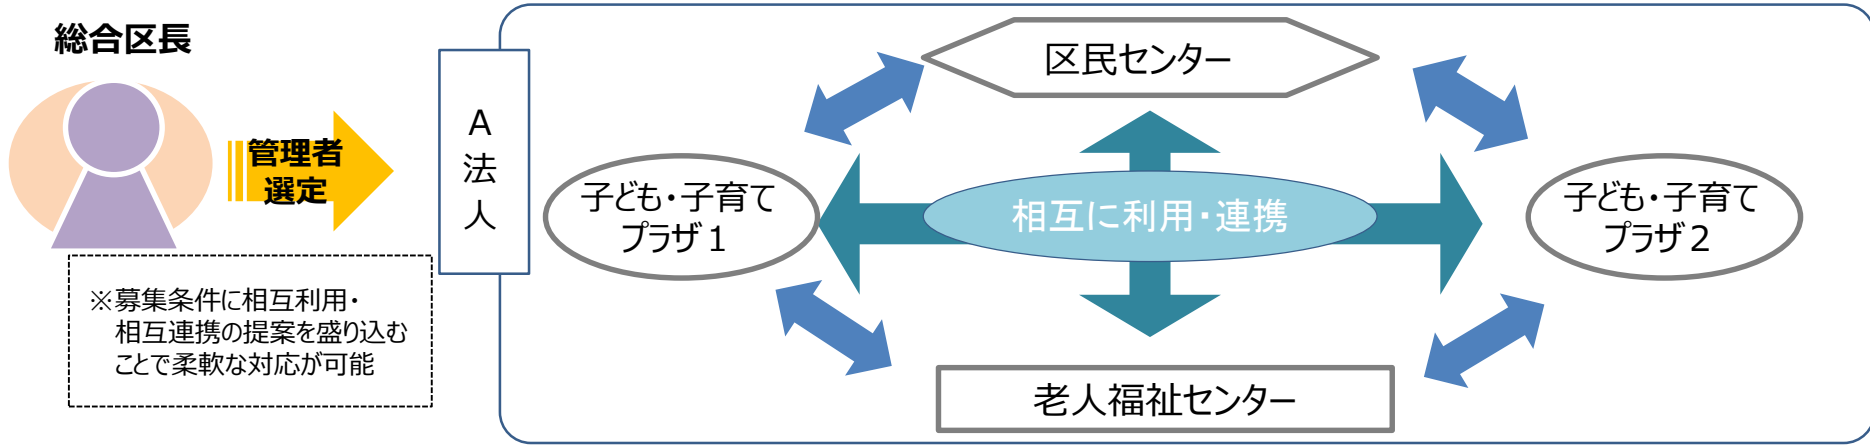 総合区長
管理者
選定
※募集条件に相互利用・
相互連携の提案を盛り込む
ことで柔軟な対応が可能
A
法
人
区民センター
子ども・子育て
プラザ1
相互に利用・連携
子ども・子育て
プラザ2
老人福祉センター